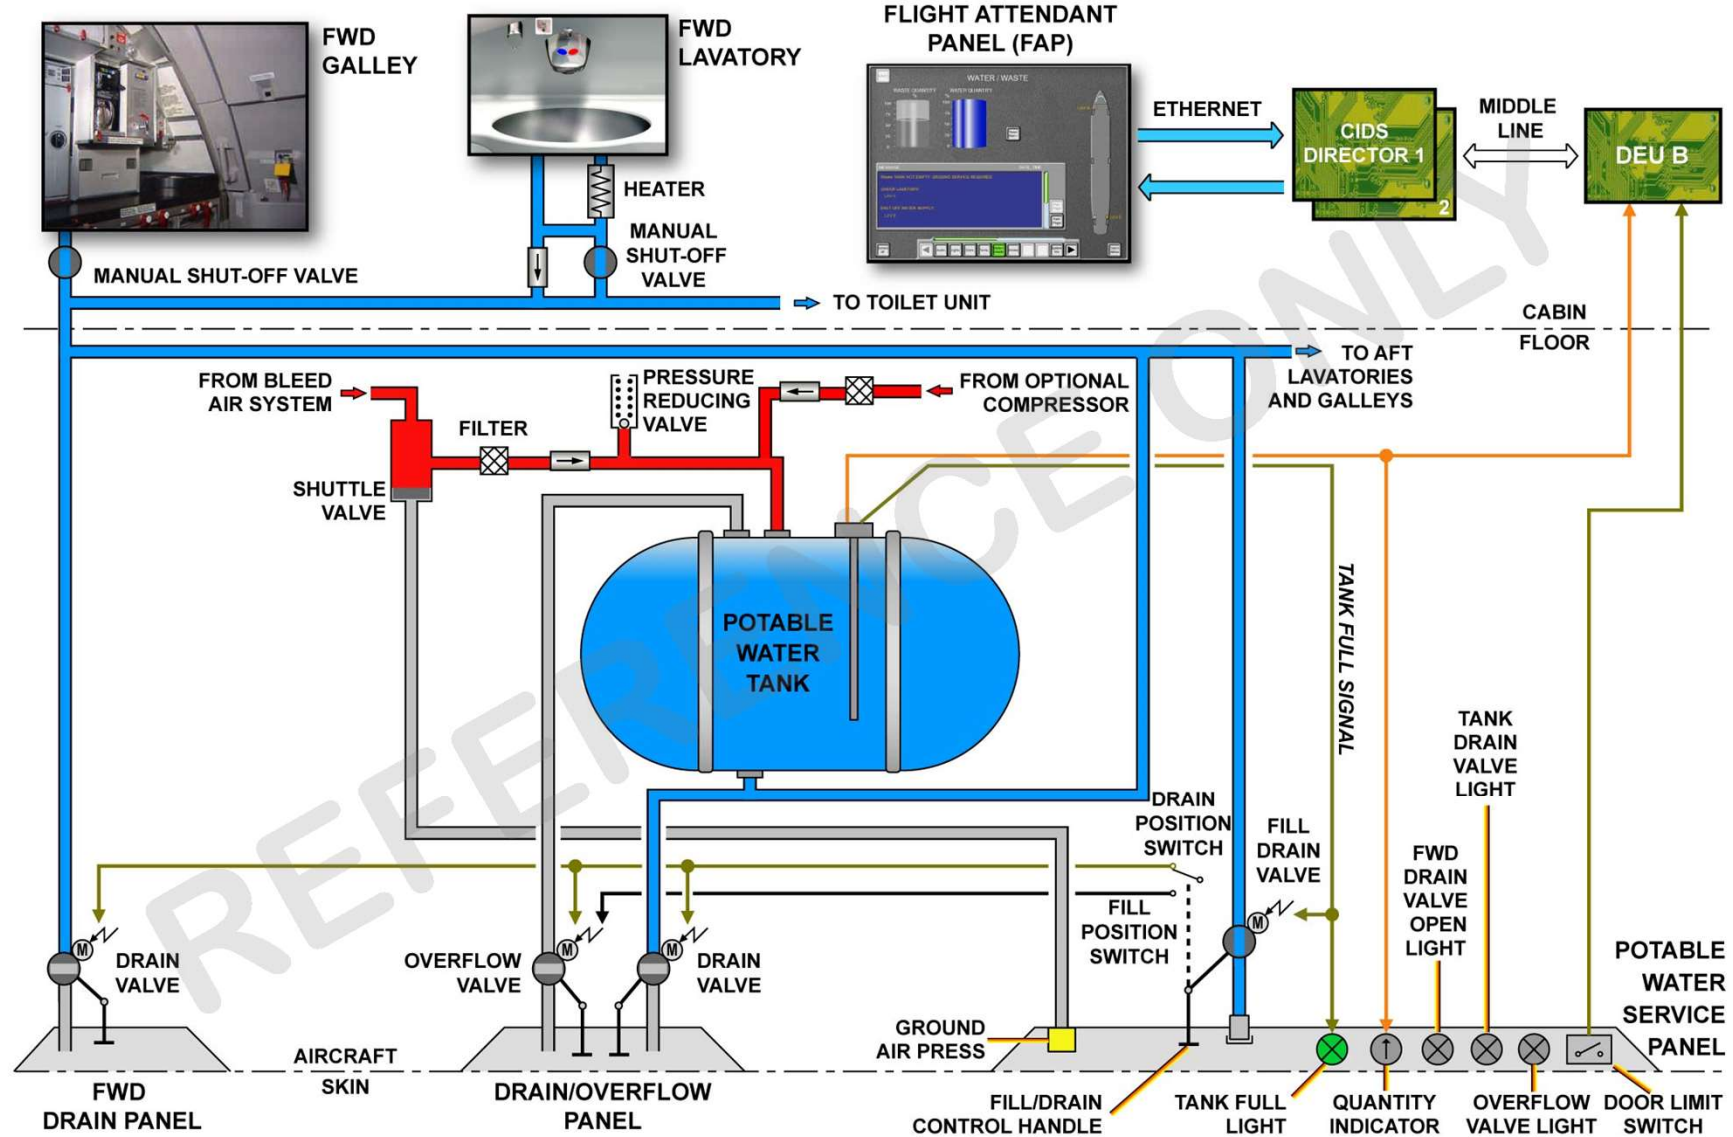 FWD
GALLEY
FWD
LAVATORY
FLIGHT ATTENDANT
PANEL (FAP)
WATER / WASTE
WASTE QUANTITY
WATER QUANTITY
ETHERNET
CIDS
DIRECTOR 1
2
MIDDLE
LINE
DEU B
HEATER
MANUAL
SHUT-OFF
VALVE
MANUAL SHUT-OFF VALVE
TO TOILET UNIT
CABIN
FLOOR
TO AFT
LAVATORIES
AND GALLEYS
FROM BLEED
AIR SYSTEM
PRESSURE
REDUCING
VALVE
FROM OPTIONAL
COMPRESSOR
FILTER
SHUTTLE
VALVE
POTABLE
WATER
TANK
TANK FULL SIGNAL
TANK
DRAIN
VALVE
LIGHT
DRAIN
POSITION
SWITCH
FILL
DRAIN
VALVE
FWD
DRAIN
VALVE
OPEN
LIGHT
FILL
POSITION
SWITCH
M
DRAIN
VALVE
OVERFLOW
VALVE
M
M
DRAIN
VALVE
M
POTABLE
WATER
SERVICE
PANEL
GROUND
AIR PRESS
AIRCRAFT
SKIN
FWD
DRAIN PANEL
DRAIN/OVERFLOW
PANEL
FILL/DRAIN
CONTROL HANDLE
TANK FULL
LIGHT
QUANTITY
INDICATOR
OVERFLOW
VALVE LIGHT
DOOR LIMIT
SWITCH
REFERENCE ONLY